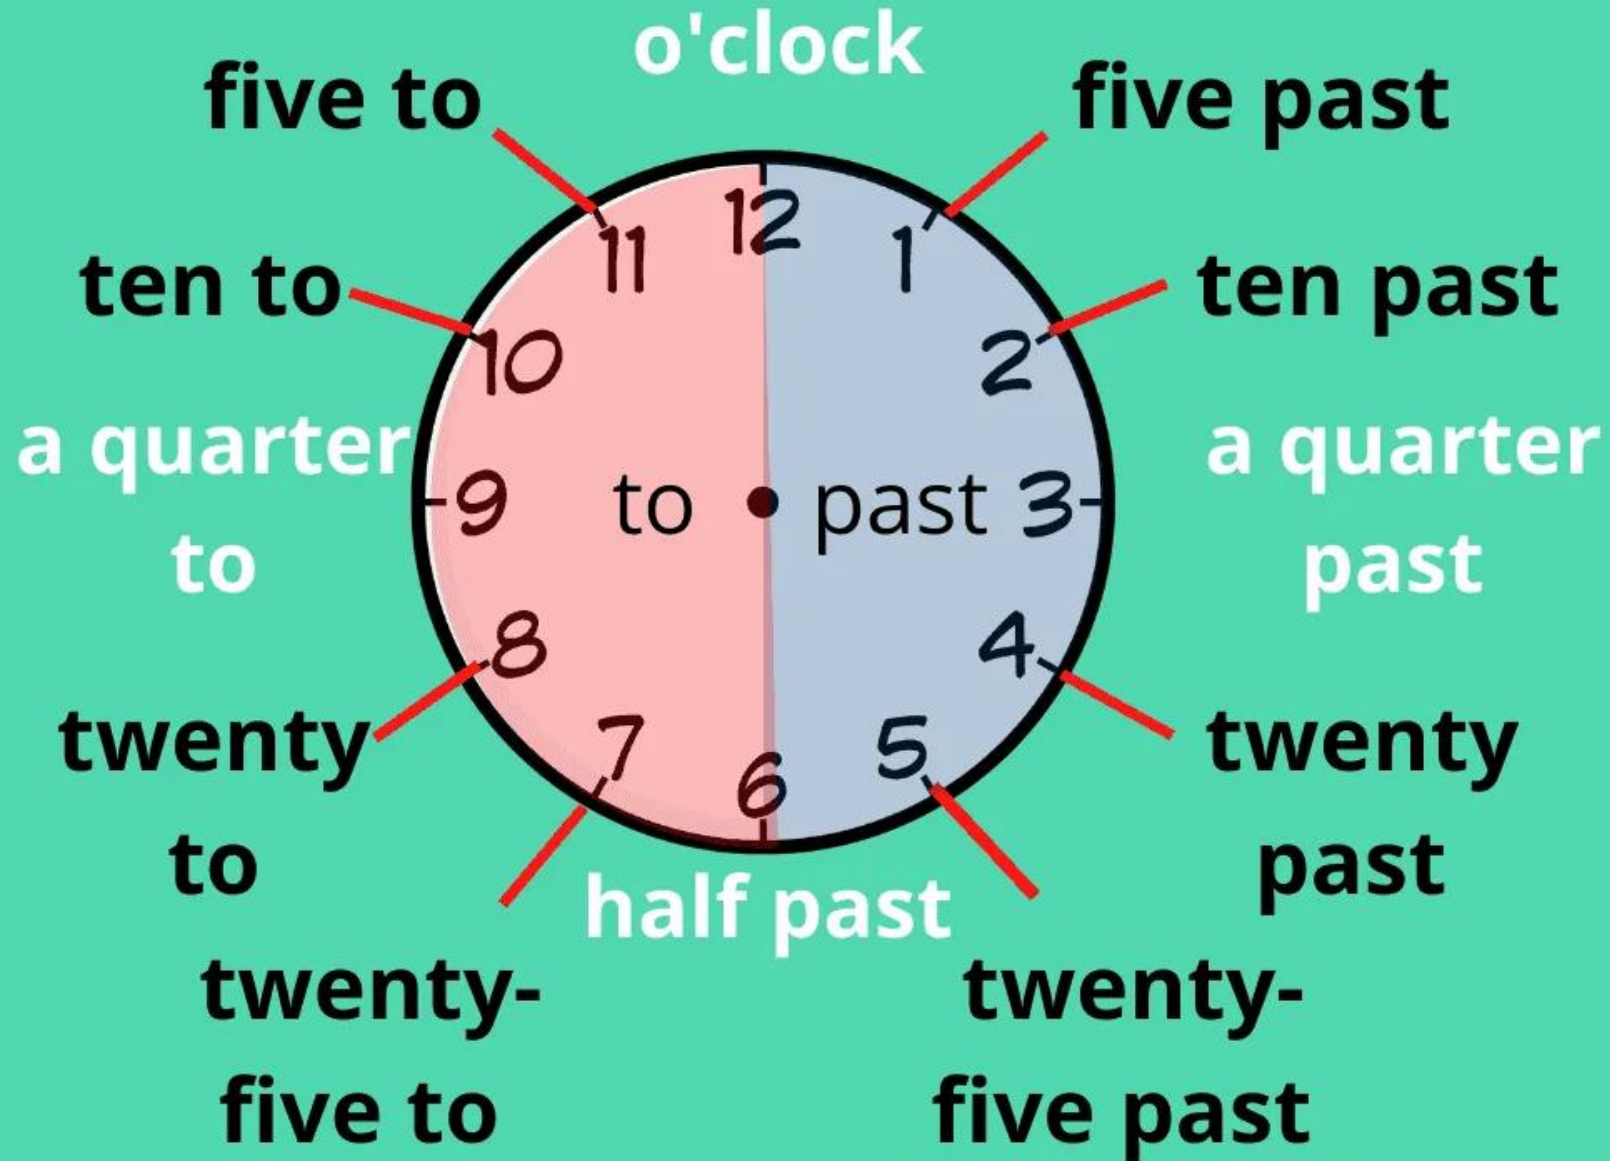 o'clock
five to
five past
ten to
ten past
a quarter
to
a quarter
past
twenty
to
twenty
past
twenty-
five to
half past
twenty-
five past
12
1
2
3
4
5
6
7
8
9
10
11
to
past